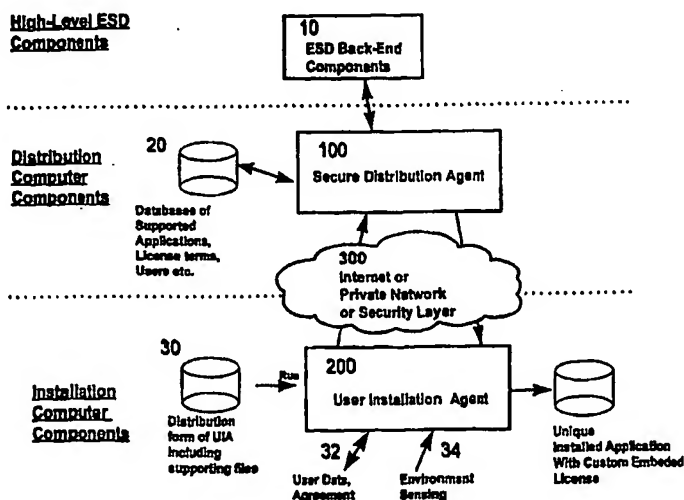 High-Level ESD
Components
10
ESD Back-End
Components
Distribution
Computer
Components
20
Databases of
Supported
Applications,
License terms,
Users etc.
100
Secure Distribution Agent
300
Internet or
Private Network
or Security Layer
Installation
Computer
Components
30
Distribution
form of UIA
including
supporting files
Run
200
User Installation Agent
32
User Data,
Agreement
34
Environment
Sensing
Unique
Installed Application
With Custom Embeded
License